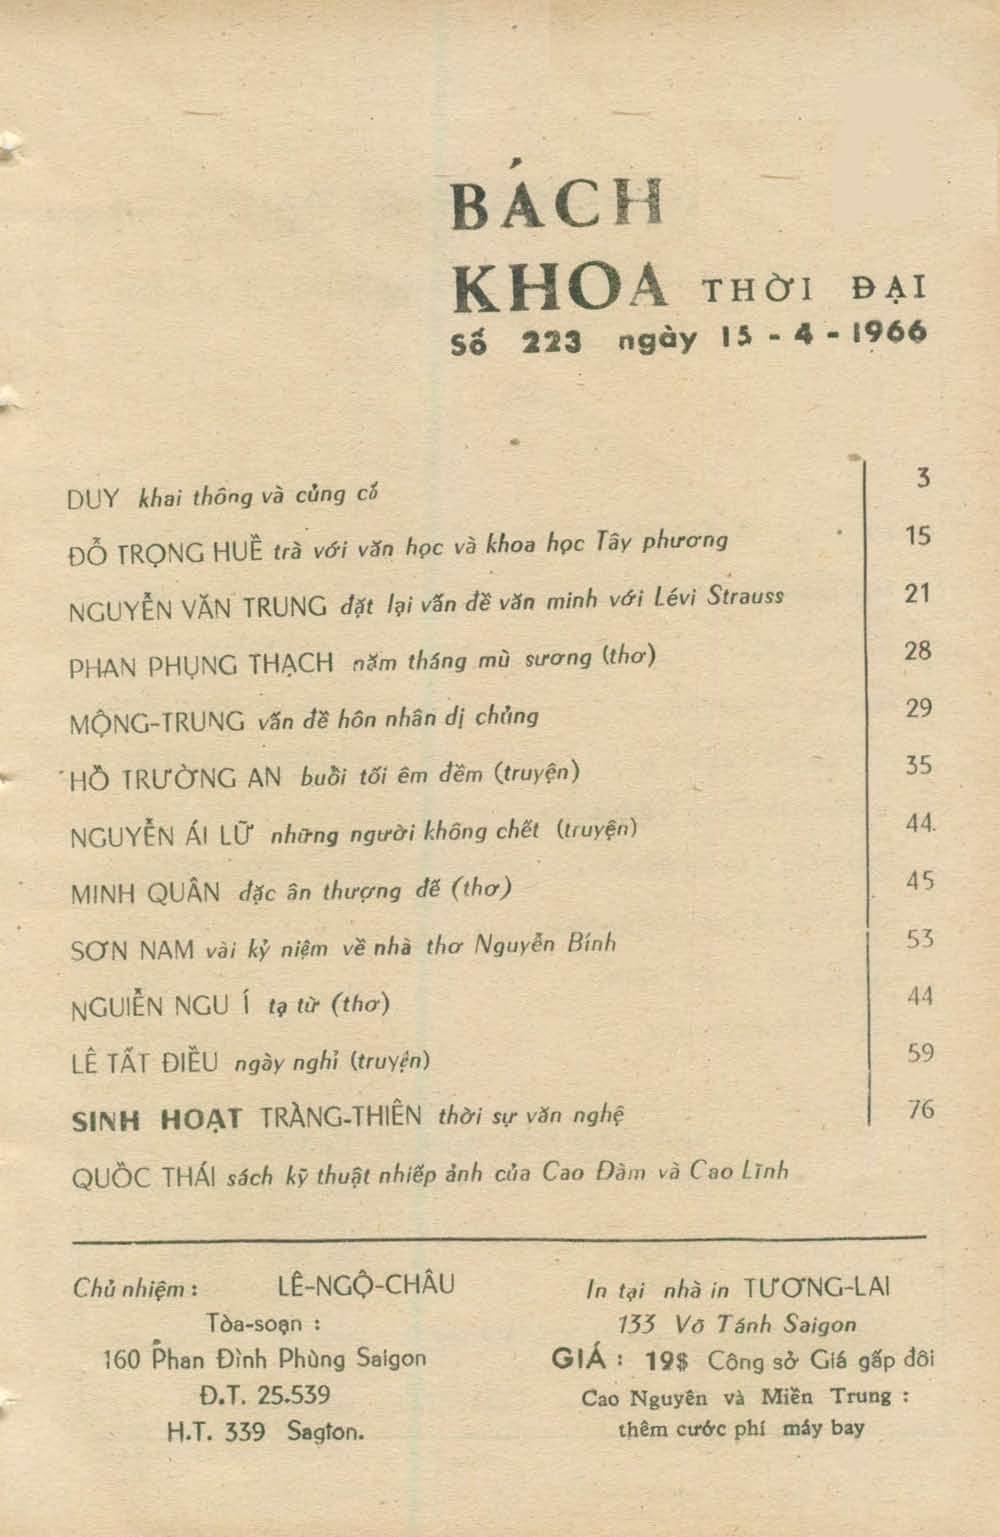 BÁCH
KHOA THỜI ĐẠI
Số 223 ngày 15 - 4 - 1966
DUY khai thông và củng cố 3
ĐỖ TRỌNG HUỀ trà với văn học và khoa học Tây phương 15
NGUYỄN VĂN TRUNG đặt lại vấn đề văn minh với Lévi Strauss 21
PHAN PHỤNG THẠCH năm tháng mù sương (thơ) 28
MỘNG-TRUNG vấn đề hôn nhân dị chủng 29
HỒ TRƯỜNG AN buổi tối êm đềm (truyện) 35
NGUYỄN ÁI LỮ những người không chết (truyện) 44.
MINH QUÂN đặc ân thượng đế (thơ) 45
SƠN NAM vài kỷ niệm về nhà thơ Nguyễn Bính 53
NGUIỄN NGU Í tạ từ (thơ) 44
LÊ TẤT ĐIỀU ngày nghỉ (truyện) 59
SINH HOẠT TRÀNG-THIÊN thời sự văn nghệ 76
QUỐC THÁI sách kỹ thuật nhiếp ảnh của Cao Đàm và Cao Lĩnh
Chủ nhiệm : LÊ-NGỘ-CHÂU
Tòa-soạn :
160 Phan Đình Phùng Saigon
Đ.T. 25.539
H.T. 339 Sagton.
In tại nhà in TƯƠNG-LAI
133 Võ Tánh Saigon
GIÁ : 19$ Công sở Giá gấp đôi
Cao Nguyên và Miền Trung :
thêm cước phí máy bay